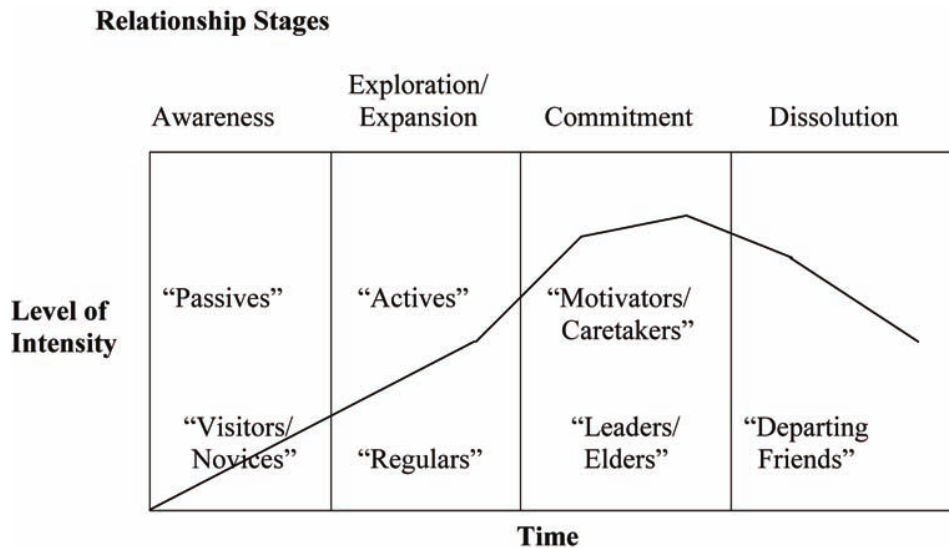 Relationship Stages
Exploration/
Awareness
Expansion
Commitment
Dissolution
“Passives”
“Actives”
“Motivators/
Caretakers”
Level of
Intensity
“Visitors/
Novices”
“Regulars”
“Leaders/
Elders”
“Departing
Friends”
Time